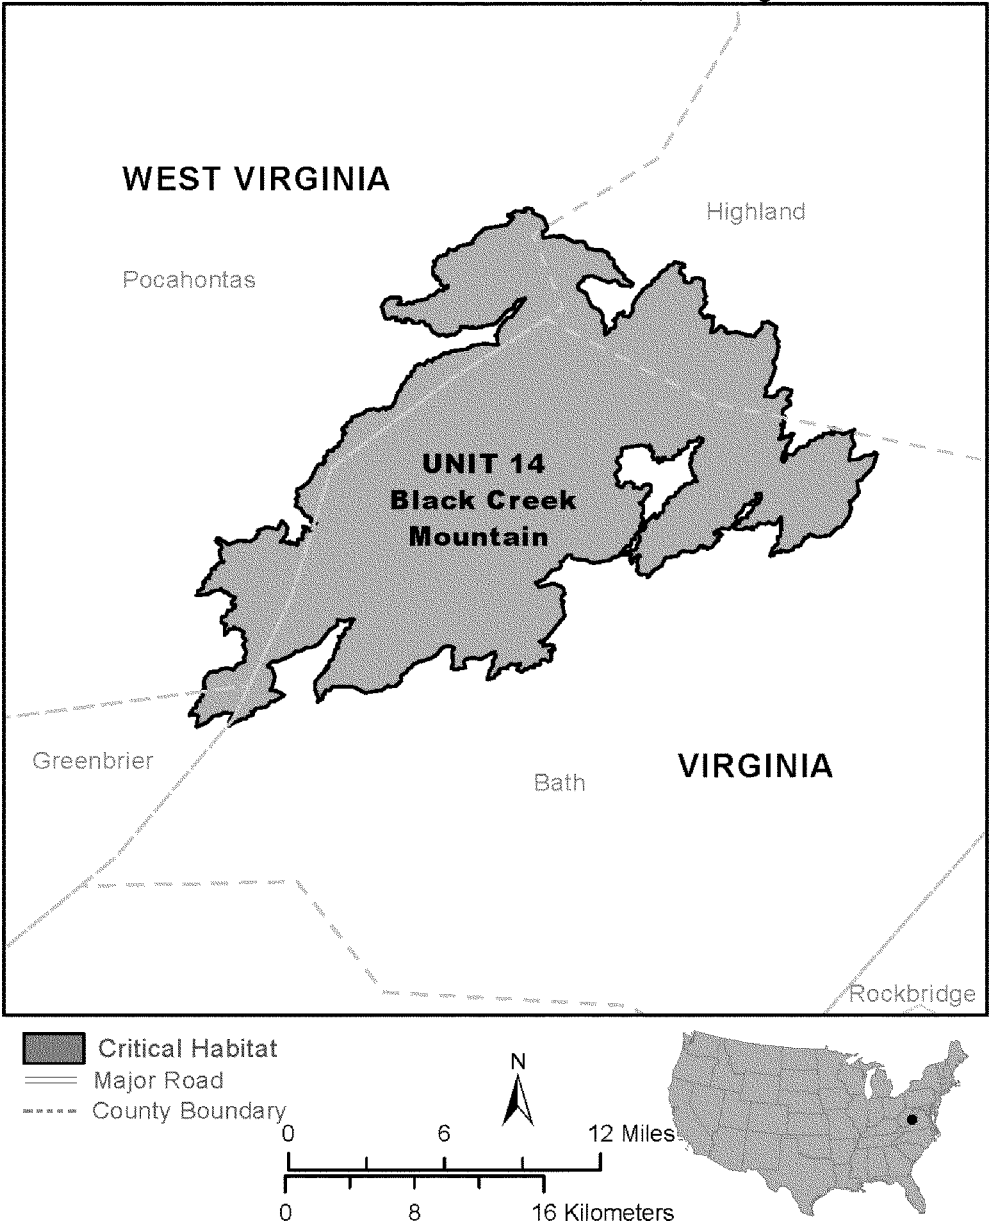 WEST VIRGINIA
Highland
Pocahontas
UNIT 14
Black Creek
Mountain
Greenbrier
VIRGINIA
Bath
Rockbridge
Critical Habitat
Major Road
County Boundary
N
0 6 12 Miles
0 8 16 Kilometers